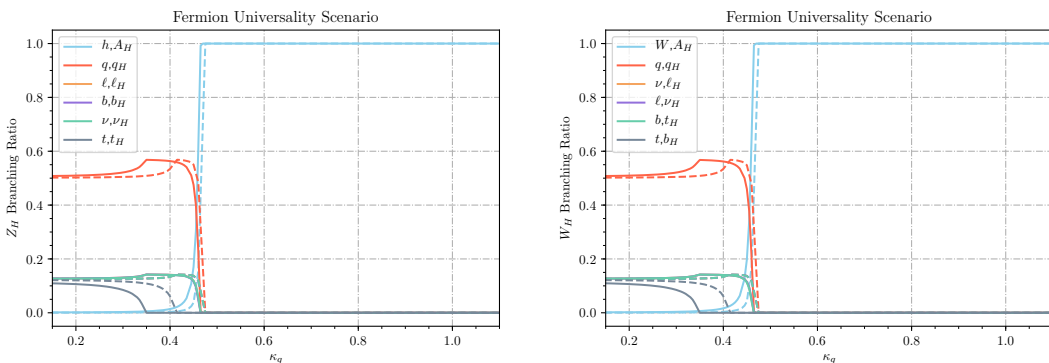 Fermion Universality Scenario
Z_H Branching Ratio
1.0
0.8
0.6
0.4
0.2
0.0
h, A_H
q, q_H
ℓ, ℓ_H
b, b_H
ν, ν_H
t, t_H
0.2 0.4 0.6 0.8 1.0
κ_q
Fermion Universality Scenario
W_H Branching Ratio
1.0
0.8
0.6
0.4
0.2
0.0
W, A_H
q, q_H
ν, ℓ_H
ℓ, ν_H
b, t_H
t, b_H
0.2 0.4 0.6 0.8 1.0
κ_q